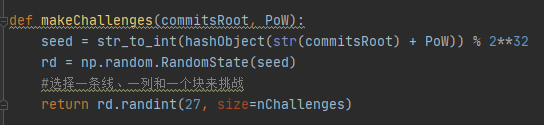 def makeChallenges(commitsRoot, PoW):
    seed = str_to_int(hashObject(str(commitsRoot) + PoW)) % 2**32
    rd = np.random.RandomState(seed)
    #选择一条线、一列和一个块来挑战
    return rd.randint(27, size=nChallenges)